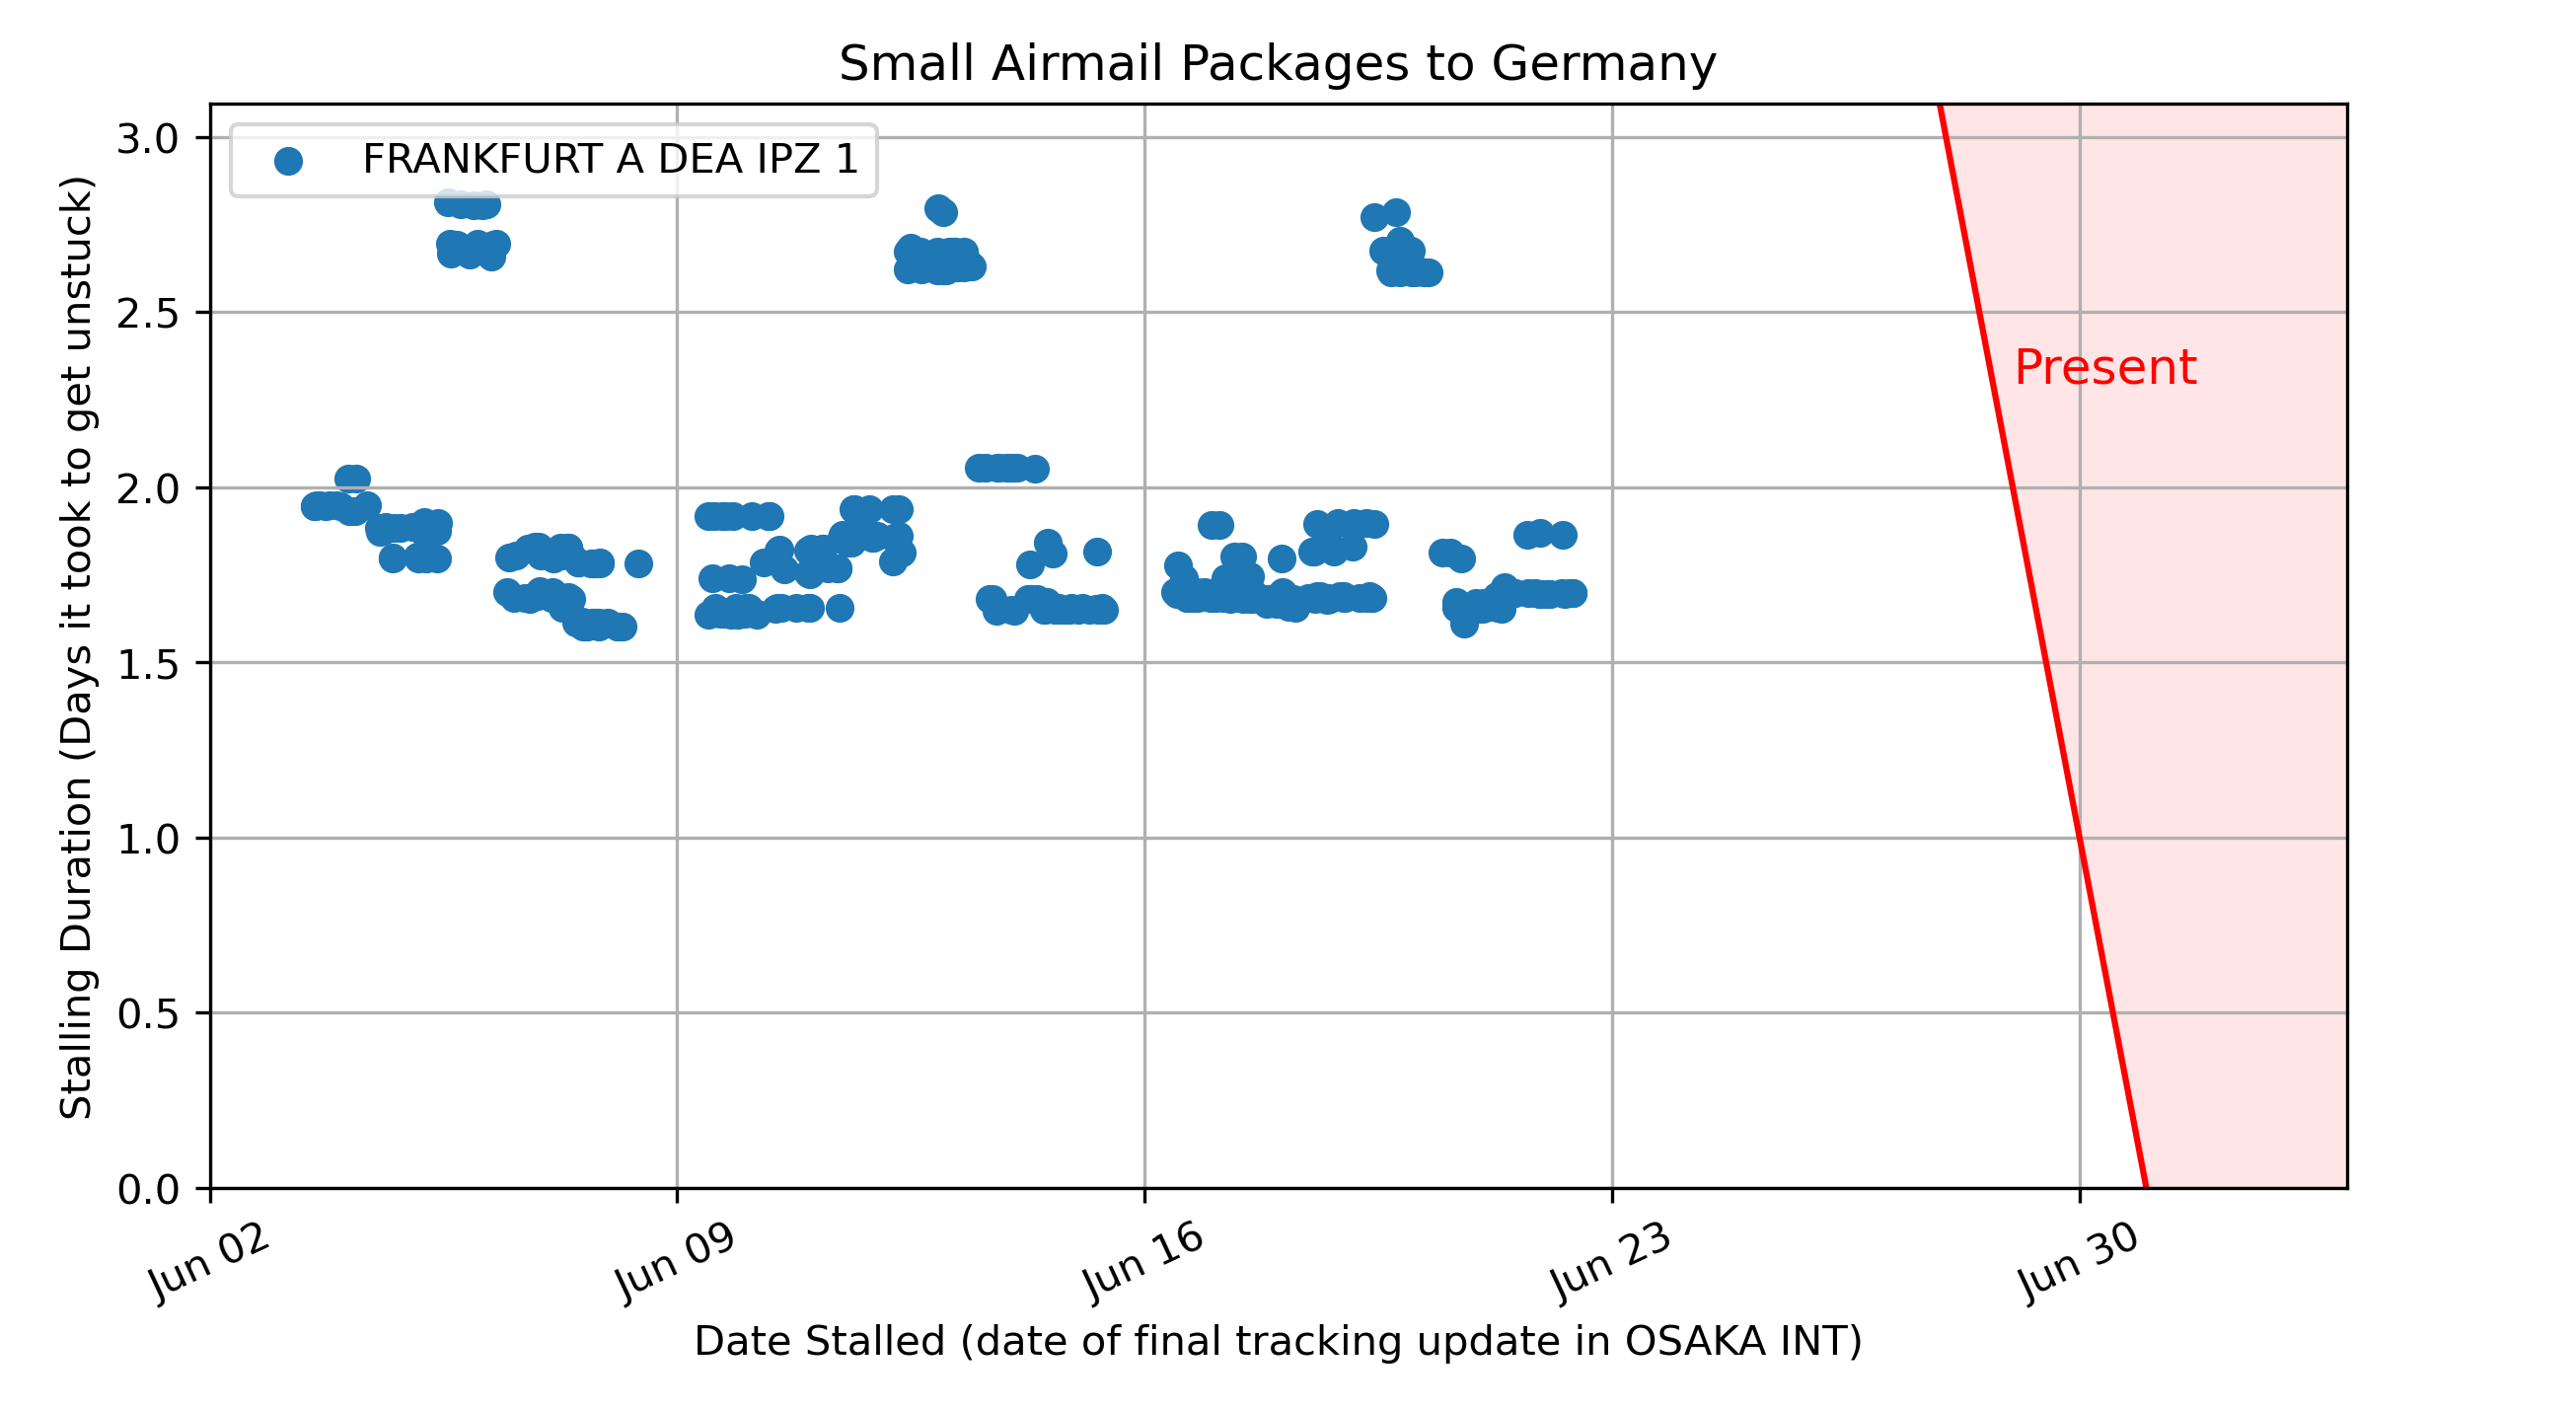 Small Airmail Packages to Germany
FRANKFURT A DEA IPZ 1
Stalling Duration (Days it took to get unstuck)
3.0
2.5
2.0
1.5
1.0
0.5
0.0
Present
Jun 02
Jun 09
Jun 16
Jun 23
Jun 30
Date Stalled (date of final tracking update in OSAKA INT)